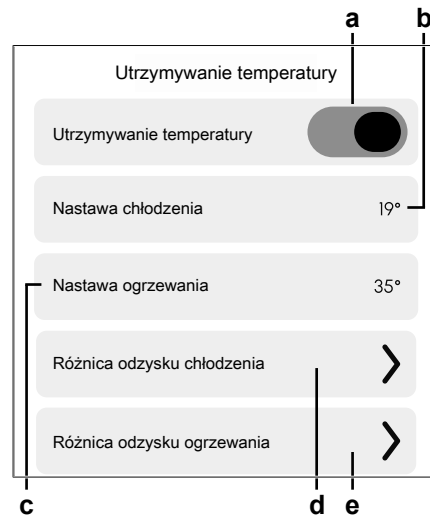 a
b
Utrzymywanie temperatury
Utrzymywanie temperatury
Nastawa chłodzenia 19°
Nastawa ogrzewania 35°
Różnica odzysku chłodzenia
Różnica odzysku ogrzewania
c
d
e